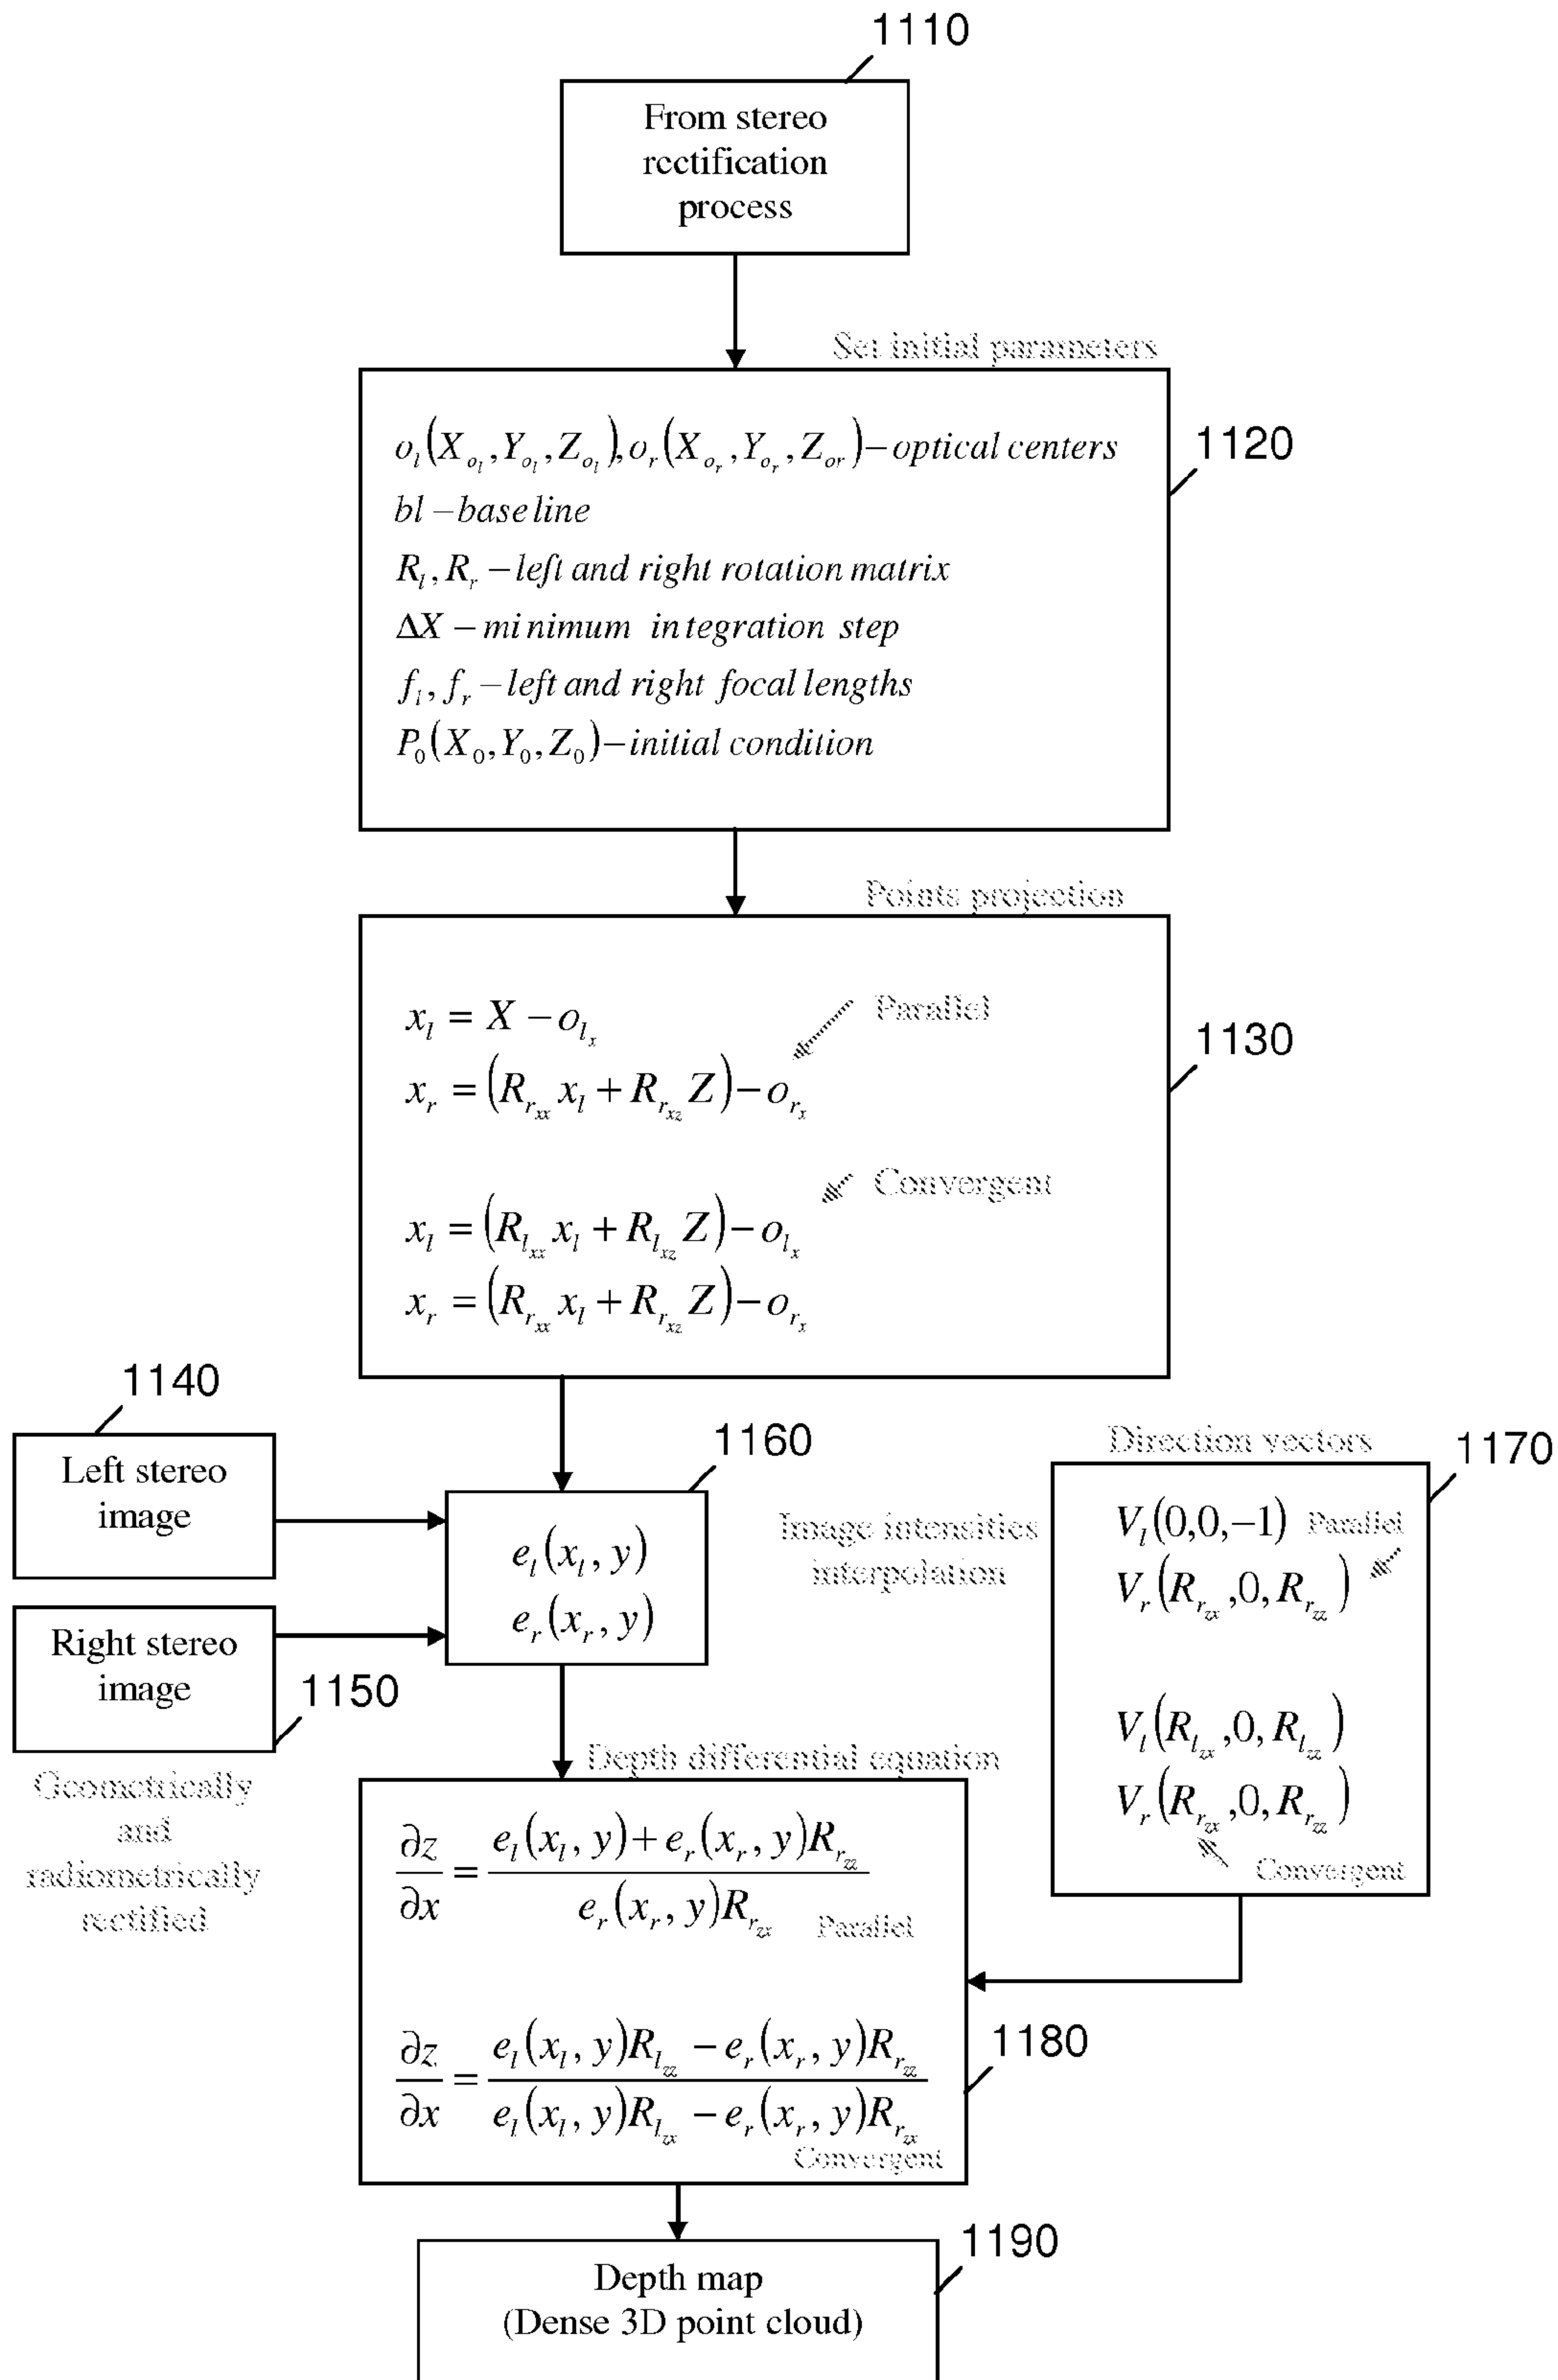 1110
From stereo
rectification
process
Set initial parameters
1120
o_l(X_{o_l}, Y_{o_l}, Z_{o_l}), o_r(X_{o_r}, Y_{o_r}, Z_{or}) – optical centers
bl – base line
R_l, R_r – left and right rotation matrix
ΔX – minimum integration step
f_l, f_r – left and right focal lengths
P_0(X_0, Y_0, Z_0) – initial condition
Points projection
1130
Parallel
x_l = X − o_{l_x}
x_r = (R_{r_{xx}} x_l + R_{r_{xz}} Z) − o_{r_x}
Convergent
x_l = (R_{l_{xx}} x_l + R_{l_{xz}} Z) − o_{l_x}
x_r = (R_{r_{xx}} x_l + R_{r_{xz}} Z) − o_{r_x}
1140
Left stereo
image
Right stereo
image
1150
Geometrically
and
radiometrically
rectified
1160
e_l(x_l, y)
e_r(x_r, y)
Image intensities
interpolation
Direction vectors
1170
V_l(0,0,−1) Parallel
V_r(R_{r_{zx}},0, R_{r_{zz}})
V_l(R_{l_{zx}},0, R_{l_{zz}})
V_r(R_{r_{zx}},0, R_{r_{zz}})
Convergent
Depth differential equation
∂z/∂x = (e_l(x_l, y) + e_r(x_r, y)R_{r_{zz}}) / (e_r(x_r, y)R_{r_{zx}})
Parallel
∂z/∂x = (e_l(x_l, y)R_{l_{zz}} − e_r(x_r, y)R_{r_{zz}}) / (e_l(x_l, y)R_{l_{zx}} − e_r(x_r, y)R_{r_{zx}})
Convergent
1180
1190
Depth map
(Dense 3D point cloud)